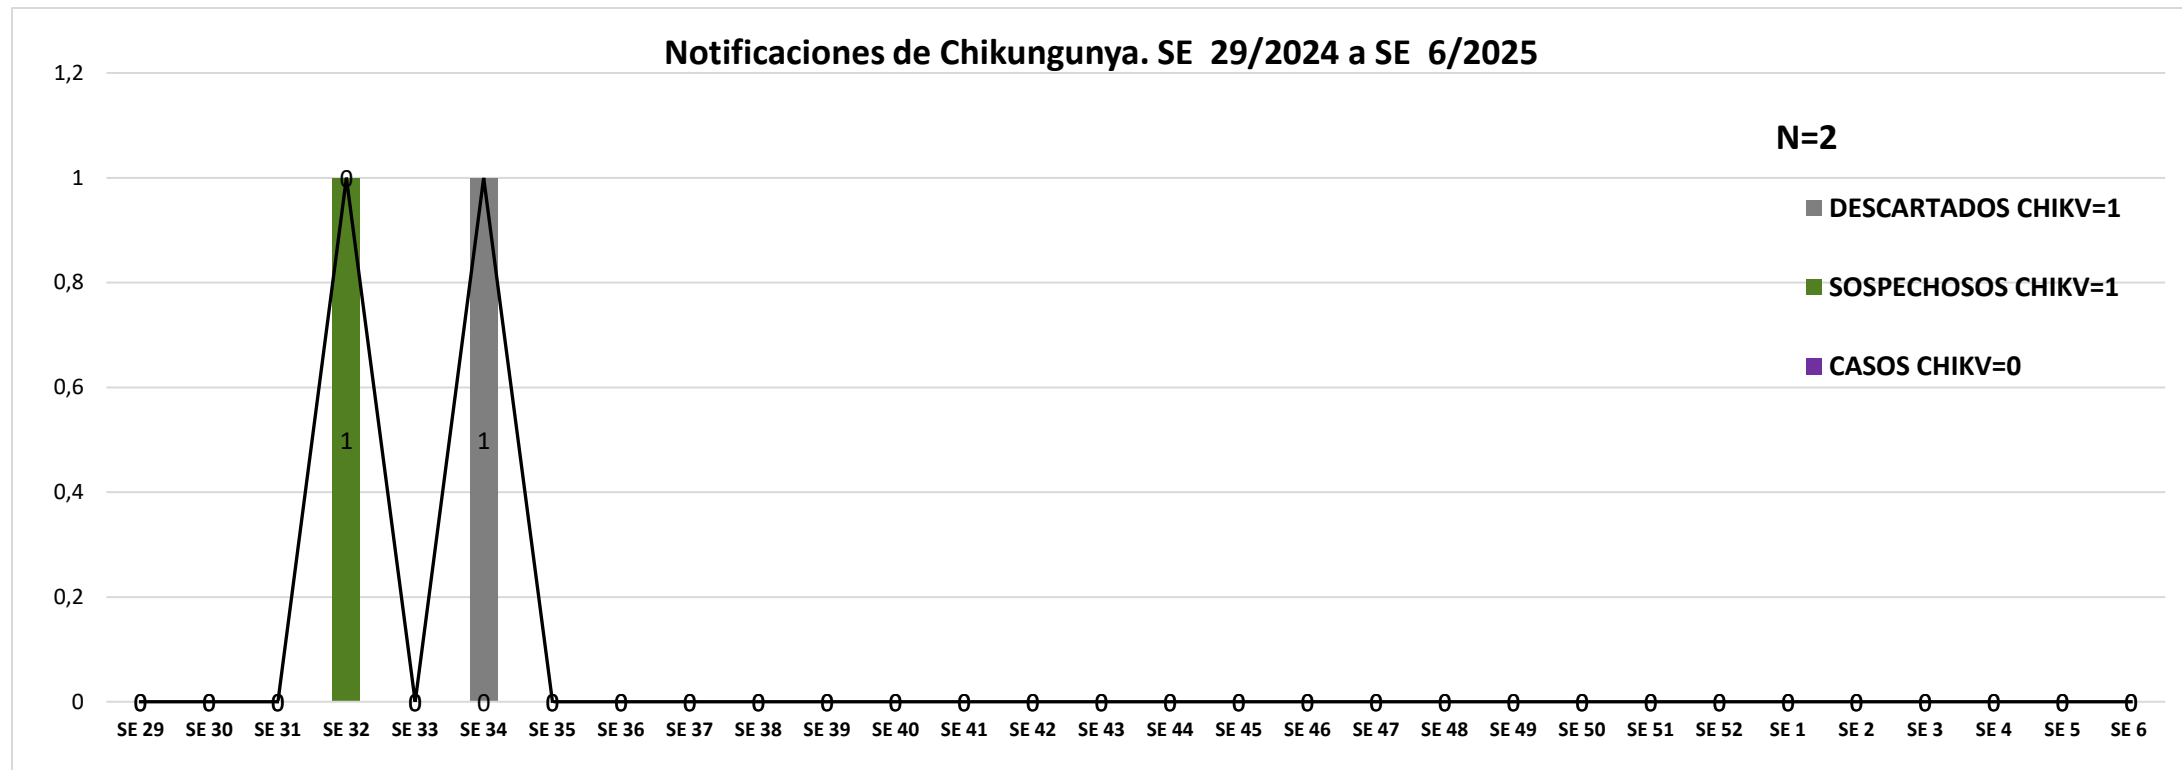 Notificaciones de Chikungunya. SE  29/2024 a SE  6/2025
1,2
1
0,8
0,6
0,4
0,2
0
N=2
DESCARTADOS CHIKV=1
SOSPECHOSOS CHIKV=1
CASOS CHIKV=0
0
1 1
0 0 0 0 0 0 0 0 0 0 0 0 0 0 0 0 0 0 0 0 0 0 0 0 0 0 0 0 0
SE 29 SE 30 SE 31 SE 32 SE 33 SE 34 SE 35 SE 36 SE 37 SE 38 SE 39 SE 40 SE 41 SE 42 SE 43 SE 44 SE 45 SE 46 SE 47 SE 48 SE 49 SE 50 SE 51 SE 52 SE 1 SE 2 SE 3 SE 4 SE 5 SE 6